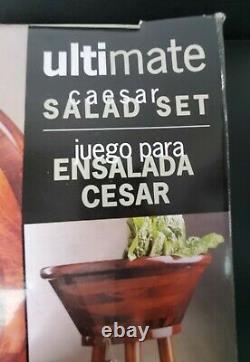 ultimate
caesar
SALAD SET
juego para
ENSALADA
CESAR